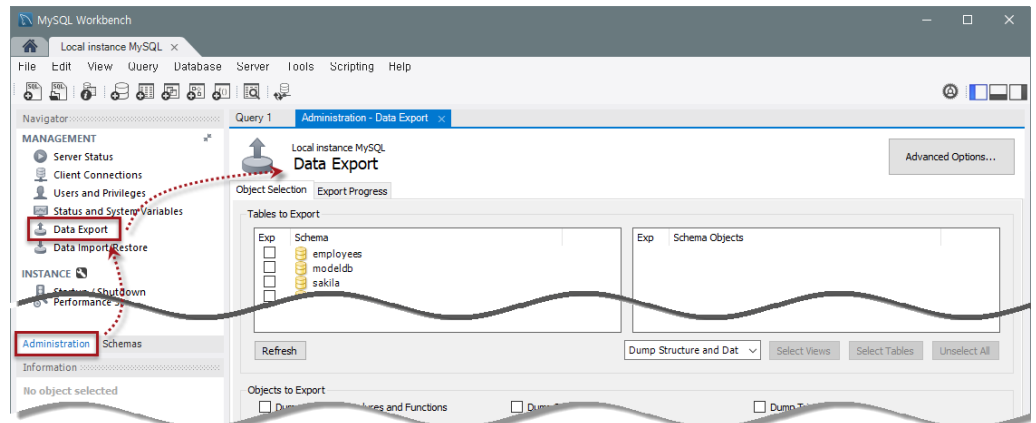 MySQL Workbench
Local instance MySQL
File Edit View Query Database Server Tools Scripting Help
Navigator
MANAGEMENT
Server Status
Client Connections
Users and Privileges
Status and System Variables
Data Export
Data Import/Restore
INSTANCE
Startup / Shutdown
Performance
Administration Schemas
Information
No object selected
Query 1 Administration - Data Export
Local instance MySQL
Data Export
Advanced Options...
Object Selection Export Progress
Tables to Export
Exp Schema
employees
modeldb
sakila
Exp Schema Objects
Refresh
Dump Structure and Dat
Select Views Select Tables Unselect All
Objects to Export
and Functions